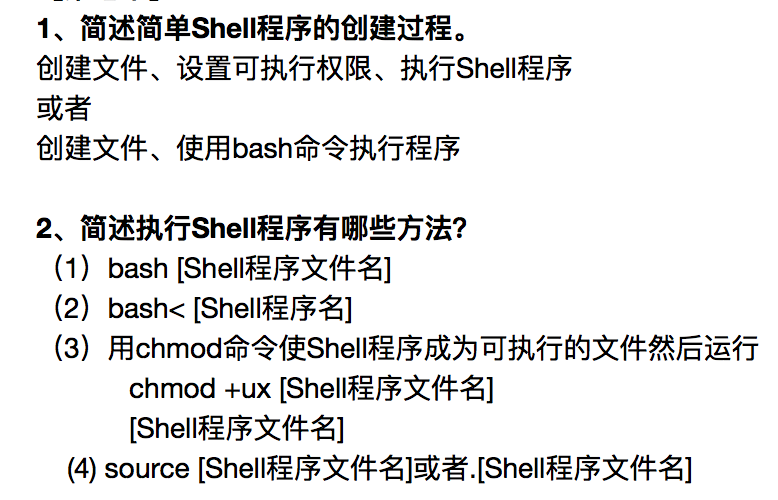 1、简述简单Shell程序的创建过程。
创建文件、设置可执行权限、执行Shell程序
或者
创建文件、使用bash命令执行程序
2、简述执行Shell程序有哪些方法？
（1）bash [Shell程序文件名]
（2）bash< [Shell程序名]
（3）用chmod命令使Shell程序成为可执行的文件然后运行
chmod +ux [Shell程序文件名]
[Shell程序文件名]
(4) source [Shell程序文件名]或者.[Shell程序文件名]